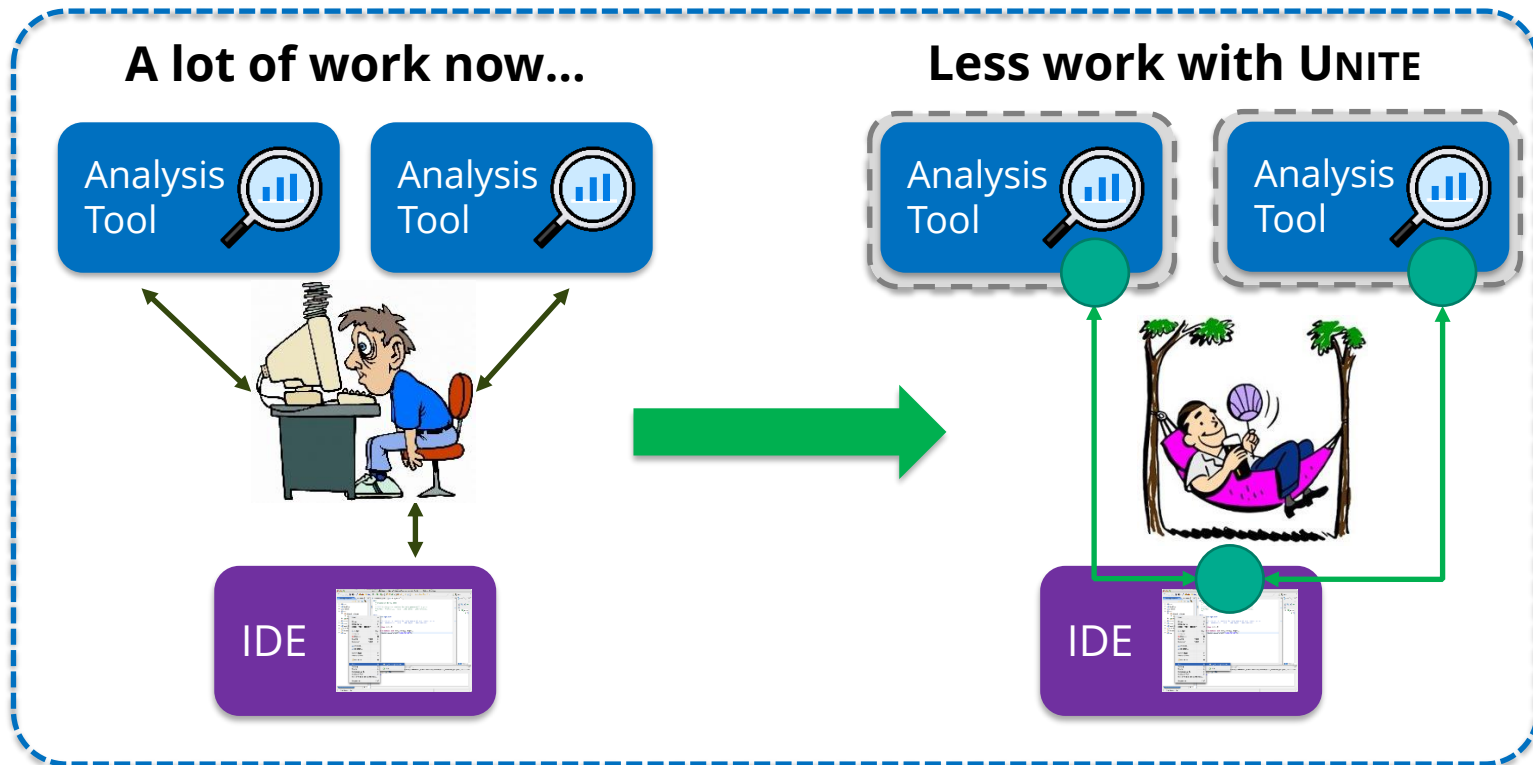 A lot of work now...
Less work with UNITE
Analysis
Tool
Analysis
Tool
Analysis
Tool
Analysis
Tool
IDE
IDE